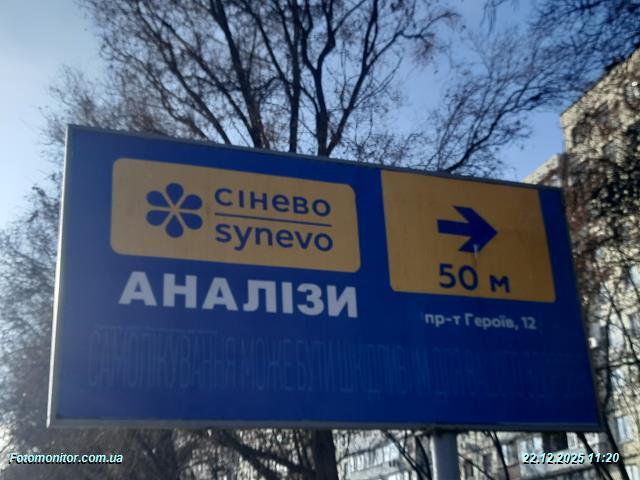 сінево
synevo
АНАЛІЗИ
50 м
пр-т Героїв, 12
САМОЛІКУВАННЯ МОЖЕ БУТИ ШКІДЛИВИМ ДЛЯ ВАШОГО
Fotomonitor.com.ua
22.12.2025 11:20